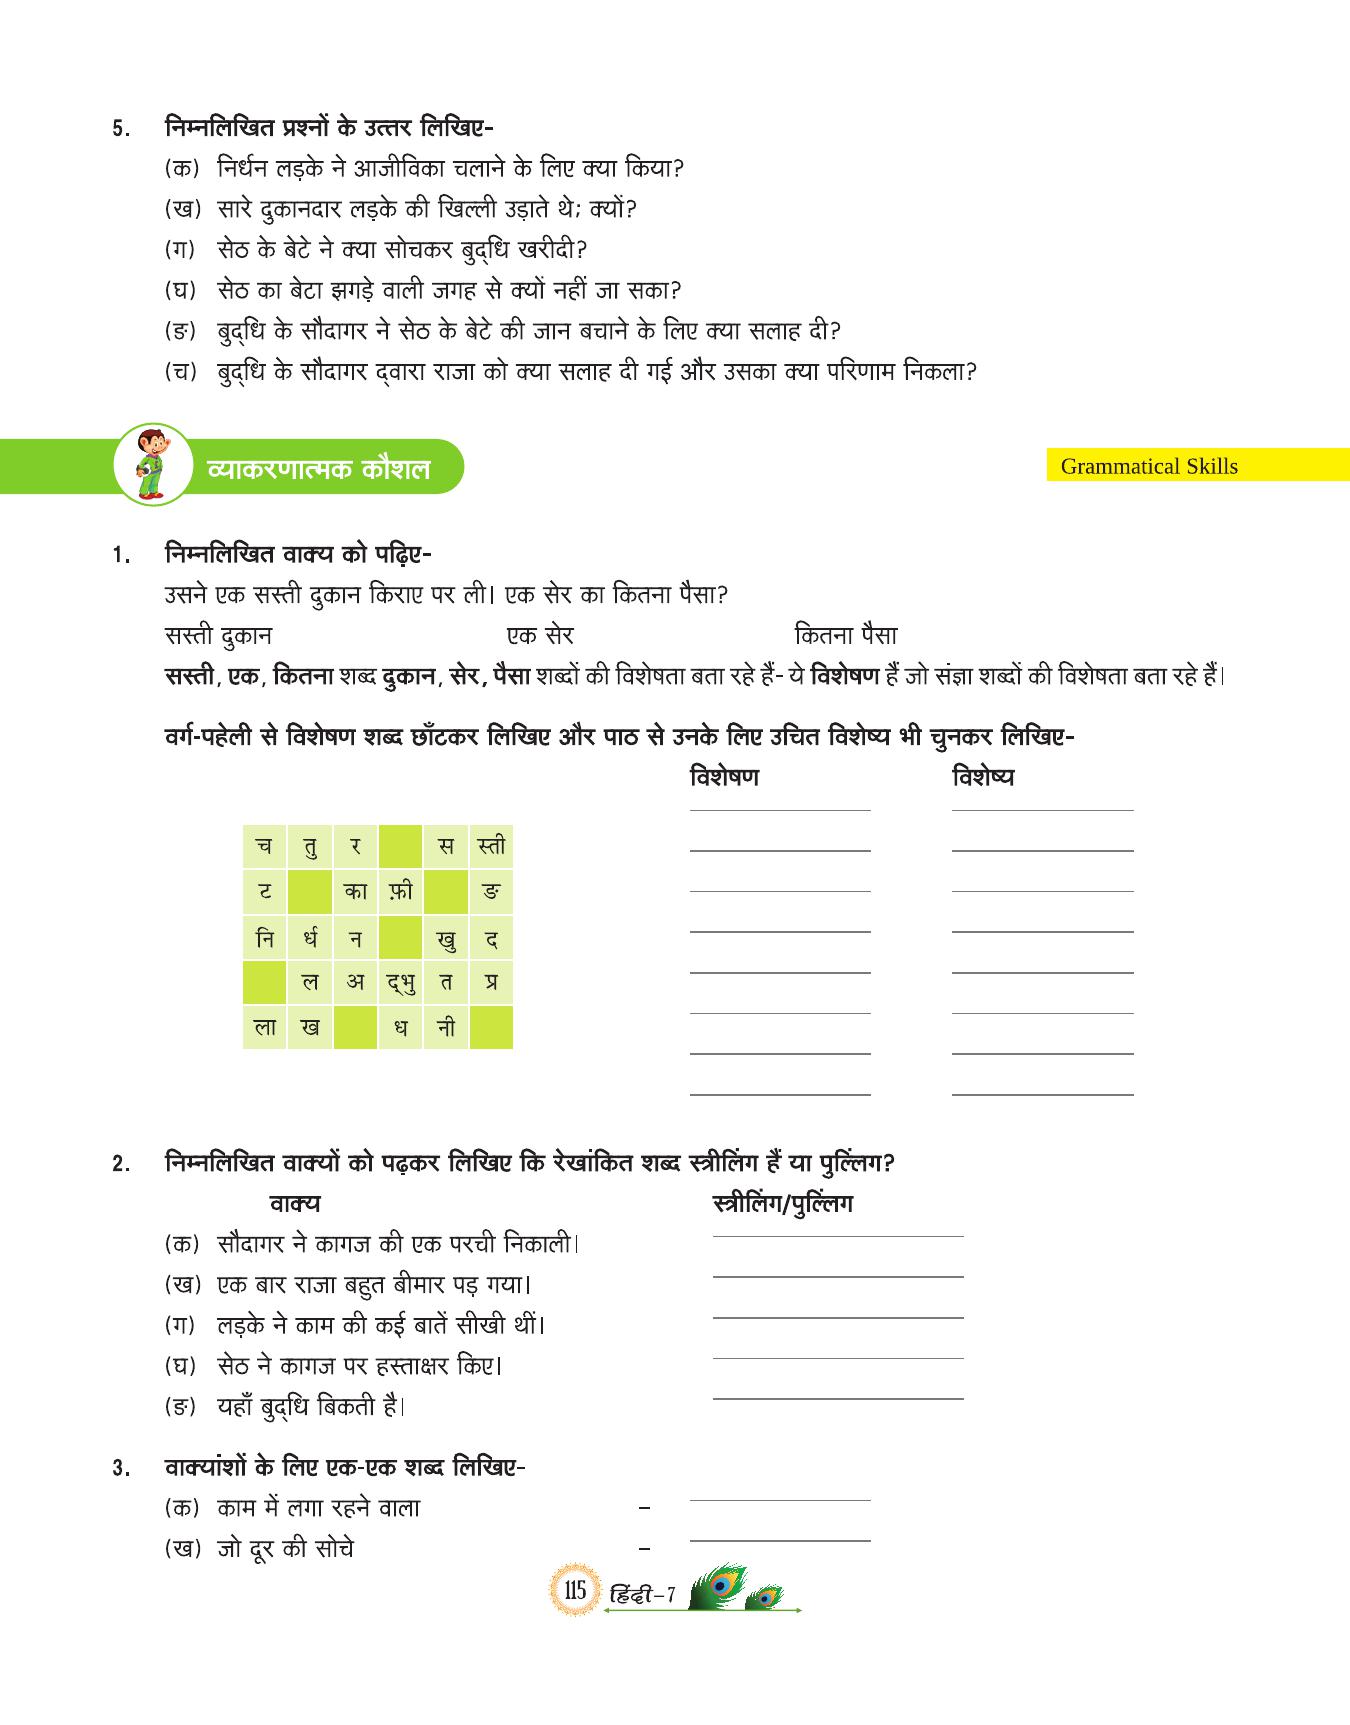 5. निम्नलिखित प्रश्नों के उत्तर लिखिए-
(क) निर्धन लड़के ने आजीविका चलाने के लिए क्या किया?
(ख) सारे दुकानदार लड़के की खिल्ली उड़ाते थे; क्यों?
(ग) सेठ के बेटे ने क्या सोचकर बुद्‌धि खरीदी?
(घ) सेठ का बेटा झगड़े वाली जगह से क्यों नहीं जा सका?
(ङ) बुद्‌धि के सौदागर ने सेठ के बेटे की जान बचाने के लिए क्या सलाह दी?
(च) बुद्‌धि के सौदागर द्‌वारा राजा को क्या सलाह दी गई और उसका क्या परिणाम निकला?
व्याकरणात्मक कौशल
Grammatical Skills
1. निम्नलिखित वाक्य को पढ़िए-
उसने एक सस्ती दुकान किराए पर ली। एक सेर का कितना पैसा?
सस्ती दुकान एक सेर कितना पैसा
सस्ती, एक, कितना शब्द दुकान, सेर, पैसा शब्दों की विशेषता बता रहे हैं- ये विशेषण हैं जो संज्ञा शब्दों की विशेषता बता रहे हैं।
वर्ग-पहेली से विशेषण शब्द छाँटकर लिखिए और पाठ से उनके लिए उचित विशेष्य भी चुनकर लिखिए-
विशेषण विशेष्य
च तु र स स्ती
ट का फ़ी ङ
नि र्ध न खु द
ल अ द्‌भु त प्र
ला ख ध नी
2. निम्नलिखित वाक्यों को पढ़कर लिखिए कि रेखांकित शब्द स्त्रीलिंग हैं या पुल्लिंग?
वाक्य स्त्रीलिंग/पुल्लिंग
(क) सौदागर ने कागज की एक परची निकाली।
(ख) एक बार राजा बहुत बीमार पड़ गया।
(ग) लड़के ने काम की कई बातें सीखी थीं।
(घ) सेठ ने कागज पर हस्ताक्षर किए।
(ङ) यहाँ बुद्‌धि बिकती है।
3. वाक्यांशों के लिए एक-एक शब्द लिखिए-
(क) काम में लगा रहने वाला –
(ख) जो दूर की सोचे –
115 हिंदी–7